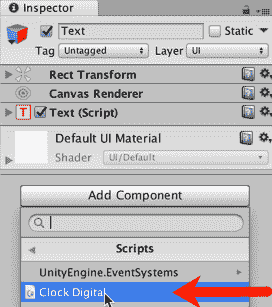 Inspector
Text
Static
Tag Untagged Layer UI
Rect Transform
Canvas Renderer
Text (Script)
Default UI Material
Shader UI/Default
Add Component
Scripts
UnityEngine.EventSystems
Clock Digital